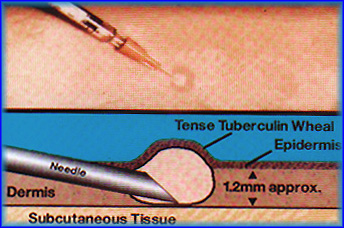 Tense Tuberculin Wheal
Epidermis
Needle
Dermis
1.2mm approx.
Subcutaneous Tissue